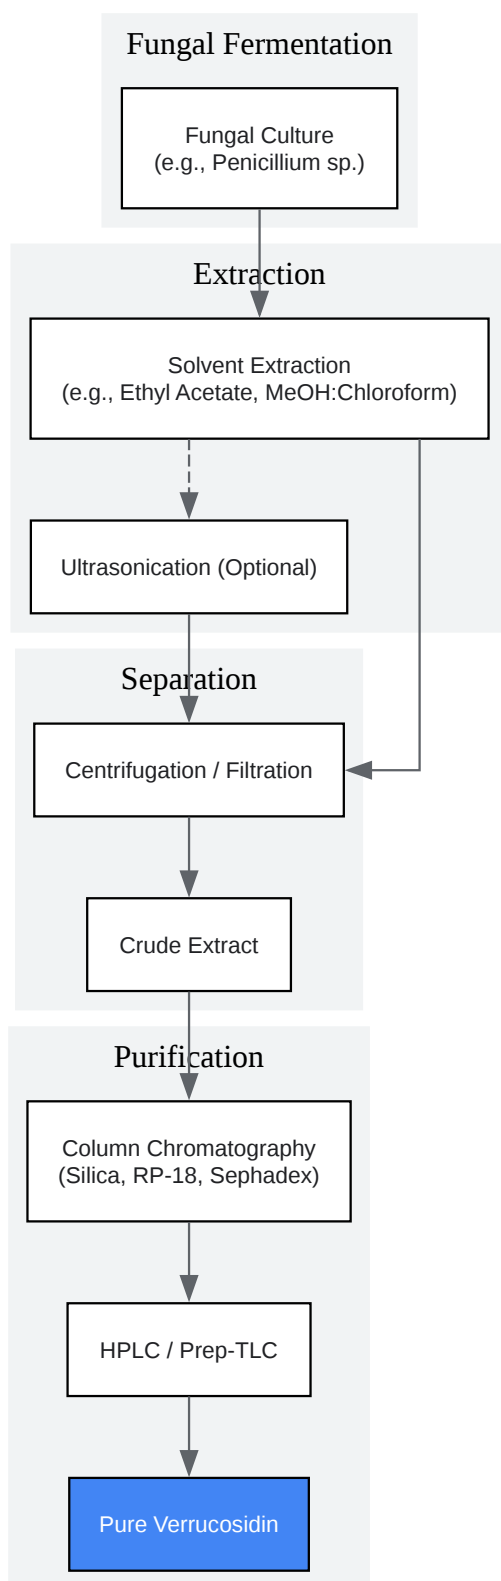 Fungal Fermentation
Fungal Culture
(e.g., Penicillium sp.)
Extraction
Solvent Extraction
(e.g., Ethyl Acetate, MeOH:Chloroform)
Ultrasonication (Optional)
Separation
Centrifugation / Filtration
Crude Extract
Purification
Column Chromatography
(Silica, RP-18, Sephadex)
HPLC / Prep-TLC
Pure Verrucosidin